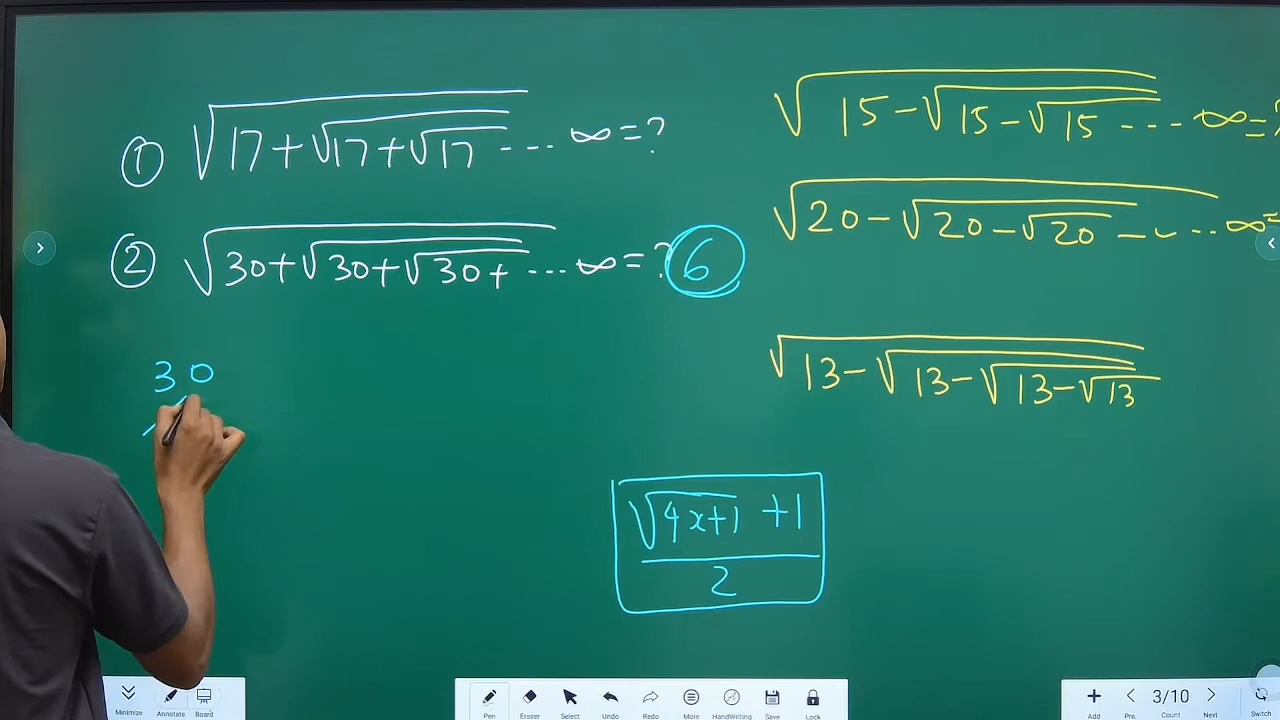 ① √17+√17+√17 --- ∞ = ?
② √30+√30+√30+ ... ∞ = ? 6
30
√15-√15-√15 ---- ∞ = ?
√20-√20-√20 -- ... ∞ =
√13-√13-√13-√13
√4x+1 +1
2
Minimize Annotate Board
Pen Eraser Select Undo Redo More HandWriting Save Lock
3/10
Add Pre. Count Next Switch